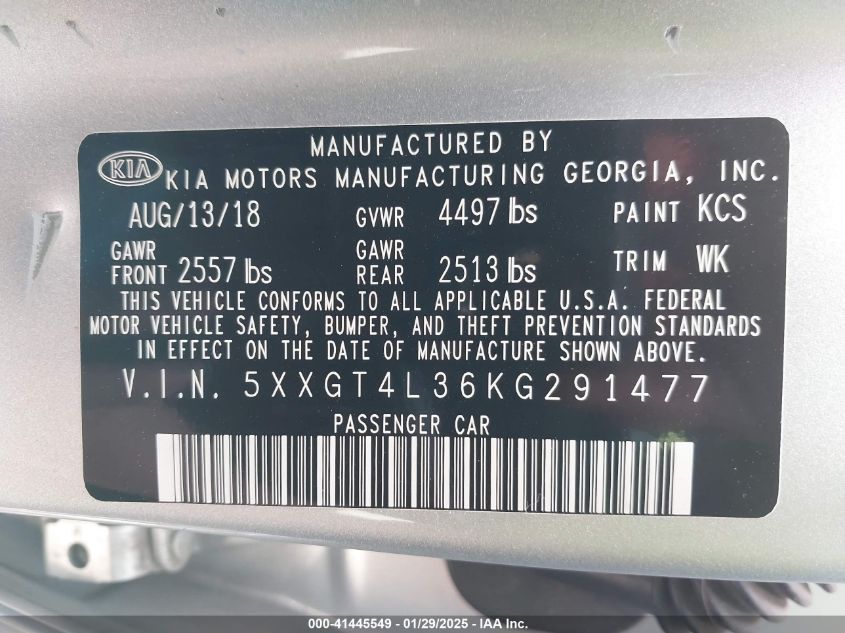 MANUFACTURED BY
KIA KIA MOTORS MANUFACTURING GEORGIA, INC.
AUG/13/18 GVWR 4497 lbs PAINT KCS
GAWR FRONT 2557 lbs GAWR REAR 2513 lbs TRIM WK
THIS VEHICLE CONFORMS TO ALL APPLICABLE U.S.A. FEDERAL
MOTOR VEHICLE SAFETY, BUMPER, AND THEFT PREVENTION STANDARDS
IN EFFECT ON THE DATE OF MANUFACTURE SHOWN ABOVE.
V.I.N. 5XXGT4L36KG291477
PASSENGER CAR
000-41445549 - 01/29/2025 - IAA Inc.